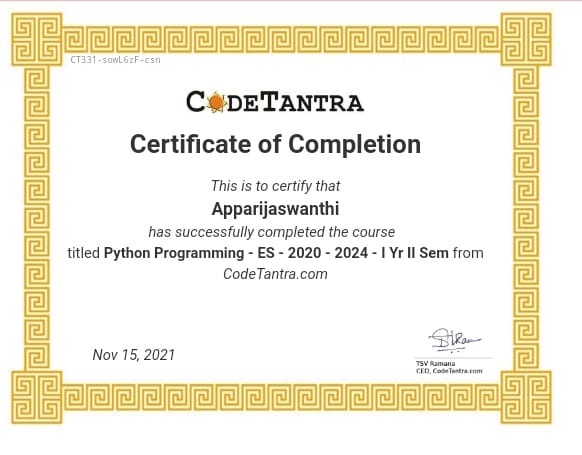 CT331-sowL6zF-csn
CODETANTRA
Certificate of Completion
This is to certify that
Apparijaswanthi
has successfully completed the course
titled Python Programming - ES - 2020 - 2024 - I Yr II Sem from
CodeTantra.com
Nov 15, 2021
TSV Ramana
CEO, CodeTantra.com